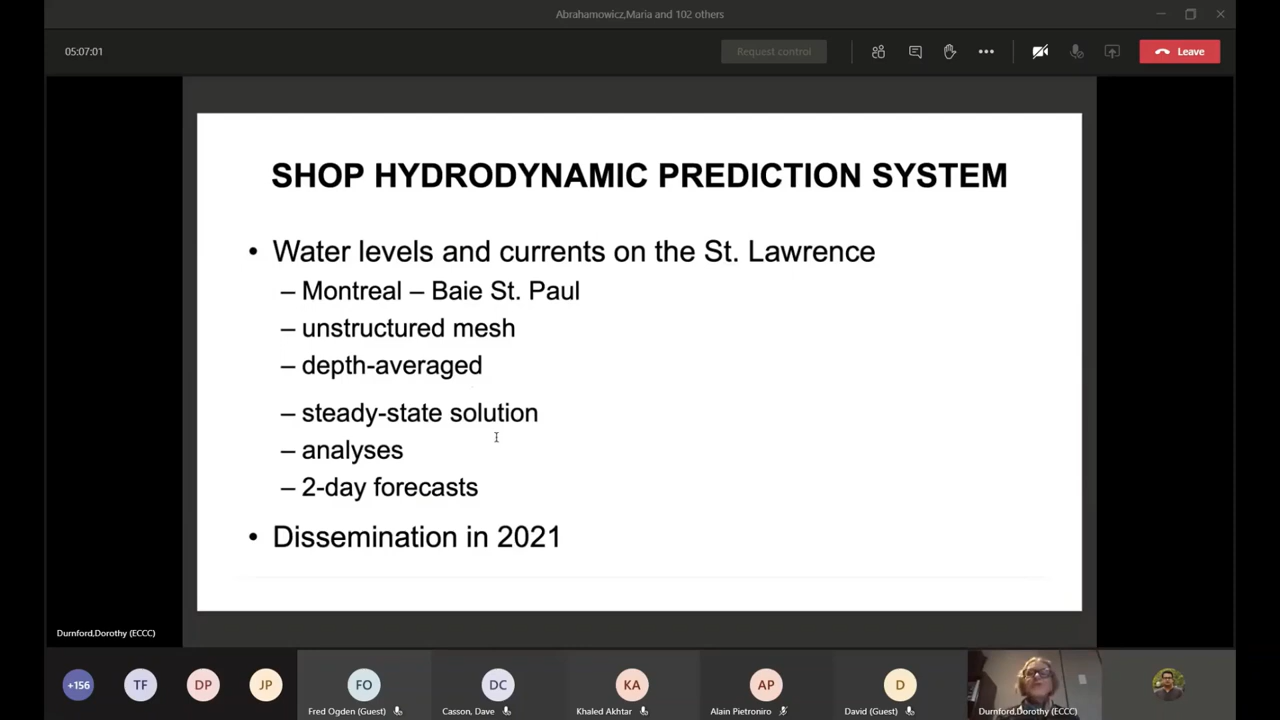 Abrahamowicz,Maria and 102 others
05:07:01
Request control
Leave
SHOP HYDRODYNAMIC PREDICTION SYSTEM
• Water levels and currents on the St. Lawrence
– Montreal – Baie St. Paul
– unstructured mesh
– depth-averaged
– steady-state solution
– analyses
– 2-day forecasts
• Dissemination in 2021
Durnford,Dorothy (ECCC)
+156
TF
DP
JP
FO
DC
KA
AP
D
Fred Ogden (Guest)
Casson, Dave
Khaled Akhtar
Alain Pietroniro
David (Guest)
Durnford,Dorothy (ECCC)